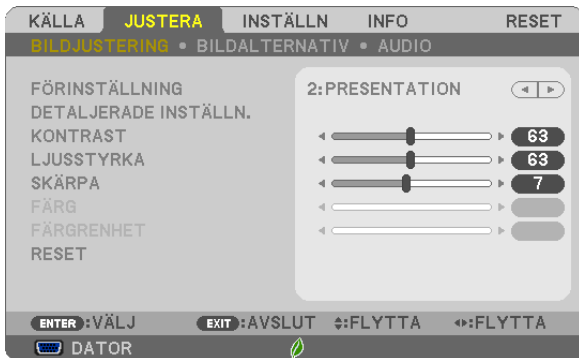 KÄLLA JUSTERA INSTÄLLN INFO RESET
BILDJUSTERING • BILDALTERNATIV • AUDIO
FÖRINSTÄLLNING 2:PRESENTATION
DETALJERADE INSTÄLLN.
KONTRAST 63
LJUSSTYRKA 63
SKÄRPA 7
FÄRG
FÄRGRENHET
RESET
ENTER :VÄLJ EXIT :AVSLUT :FLYTTA :FLYTTA
DATOR